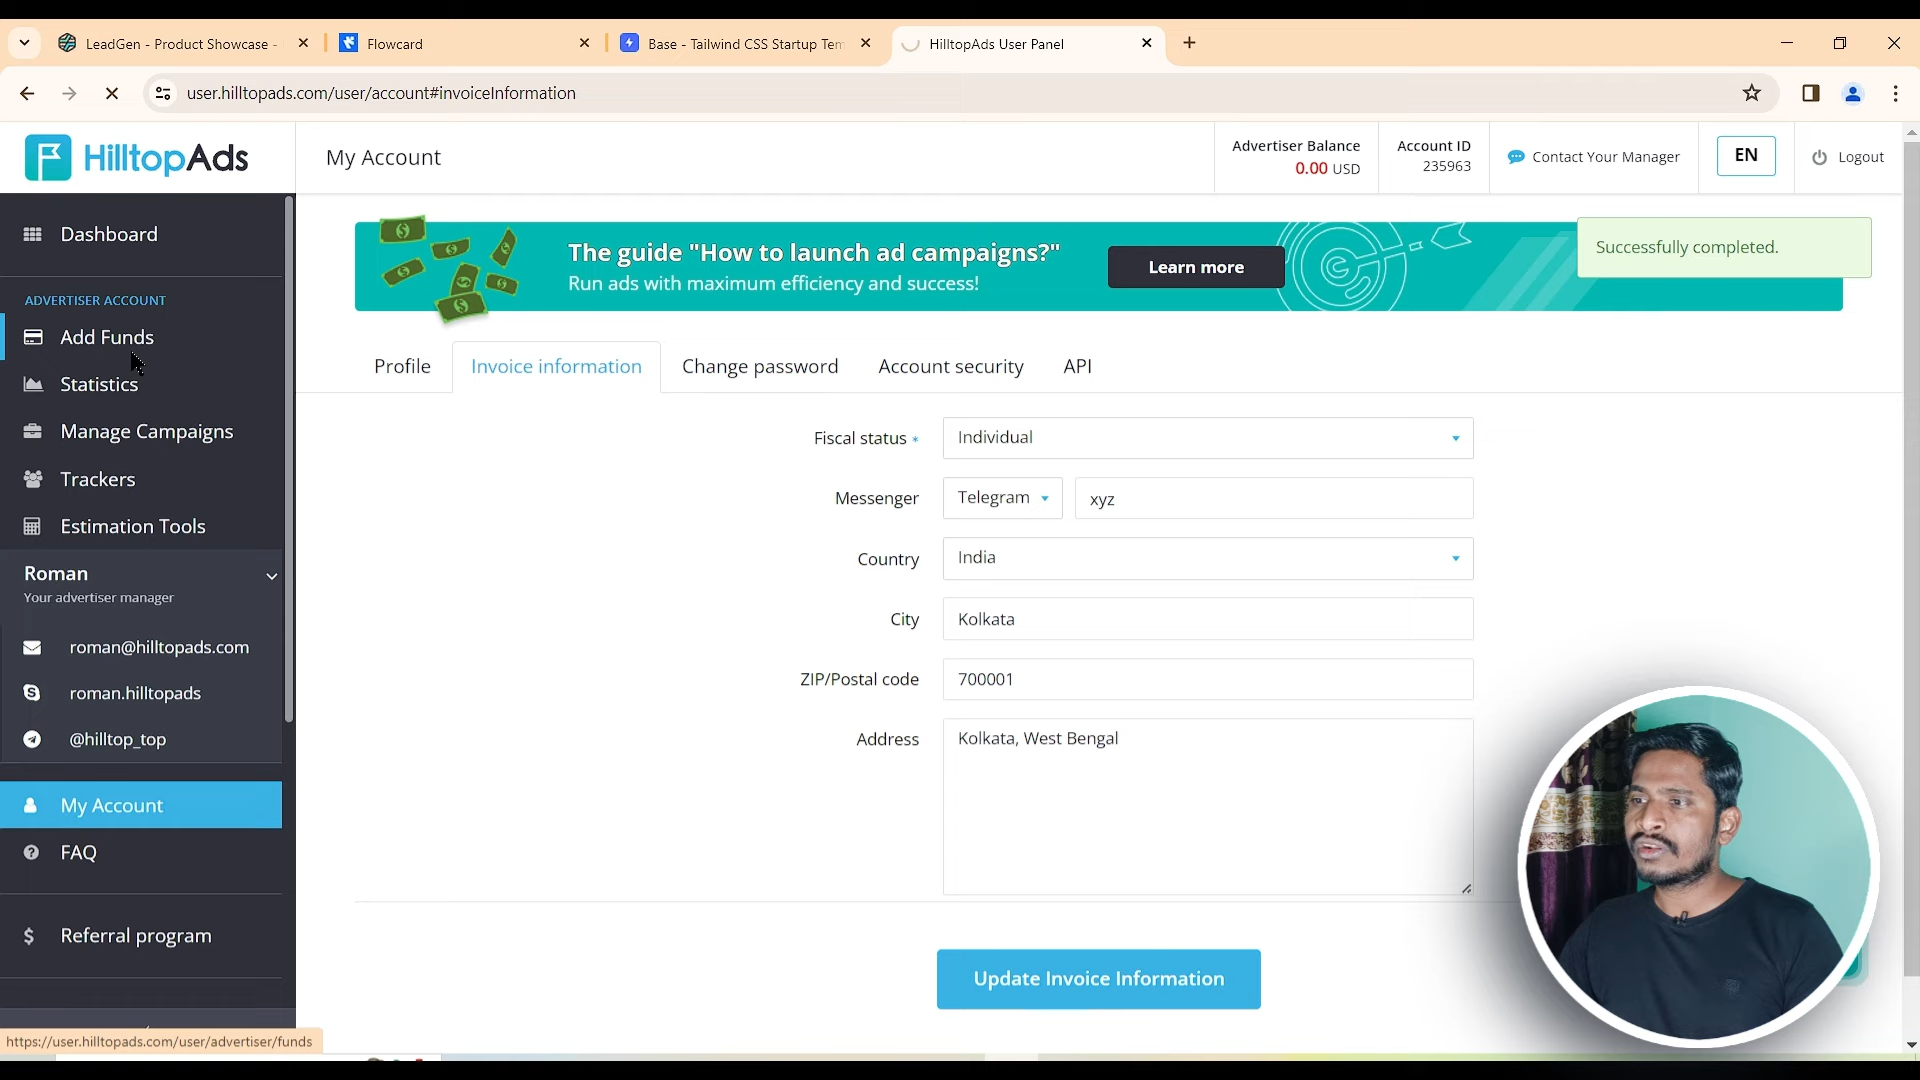 LeadGen - Product Showcase -
Flowcard
Base - Tailwind CSS Startup Tem
HilltopAds User Panel
user.hilltopads.com/user/account#invoiceInformation
HilltopAds
My Account
Advertiser Balance
0.00 USD
Account ID
235963
Contact Your Manager
EN
Logout
Dashboard
ADVERTISER ACCOUNT
Add Funds
Statistics
Manage Campaigns
Trackers
Estimation Tools
Roman
Your advertiser manager
roman@hilltopads.com
roman.hilltopads
@hilltop_top
My Account
FAQ
Referral program
https://user.hilltopads.com/user/advertiser/funds
The guide "How to launch ad campaigns?"
Run ads with maximum efficiency and success!
Learn more
Successfully completed.
Profile
Invoice information
Change password
Account security
API
Fiscal status *
Individual
Messenger
Telegram
xyz
Country
India
City
Kolkata
ZIP/Postal code
700001
Address
Kolkata, West Bengal
Update Invoice Information